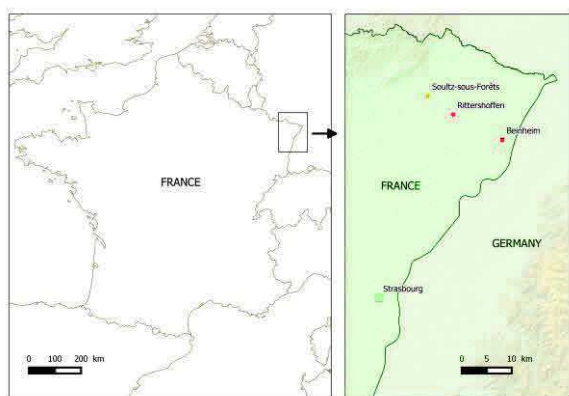 FRANCE
0 100 200 km
Soultz-sous-Forêts
Rittershoffen
Beinheim
FRANCE
GERMANY
Strasbourg
0 5 10 km